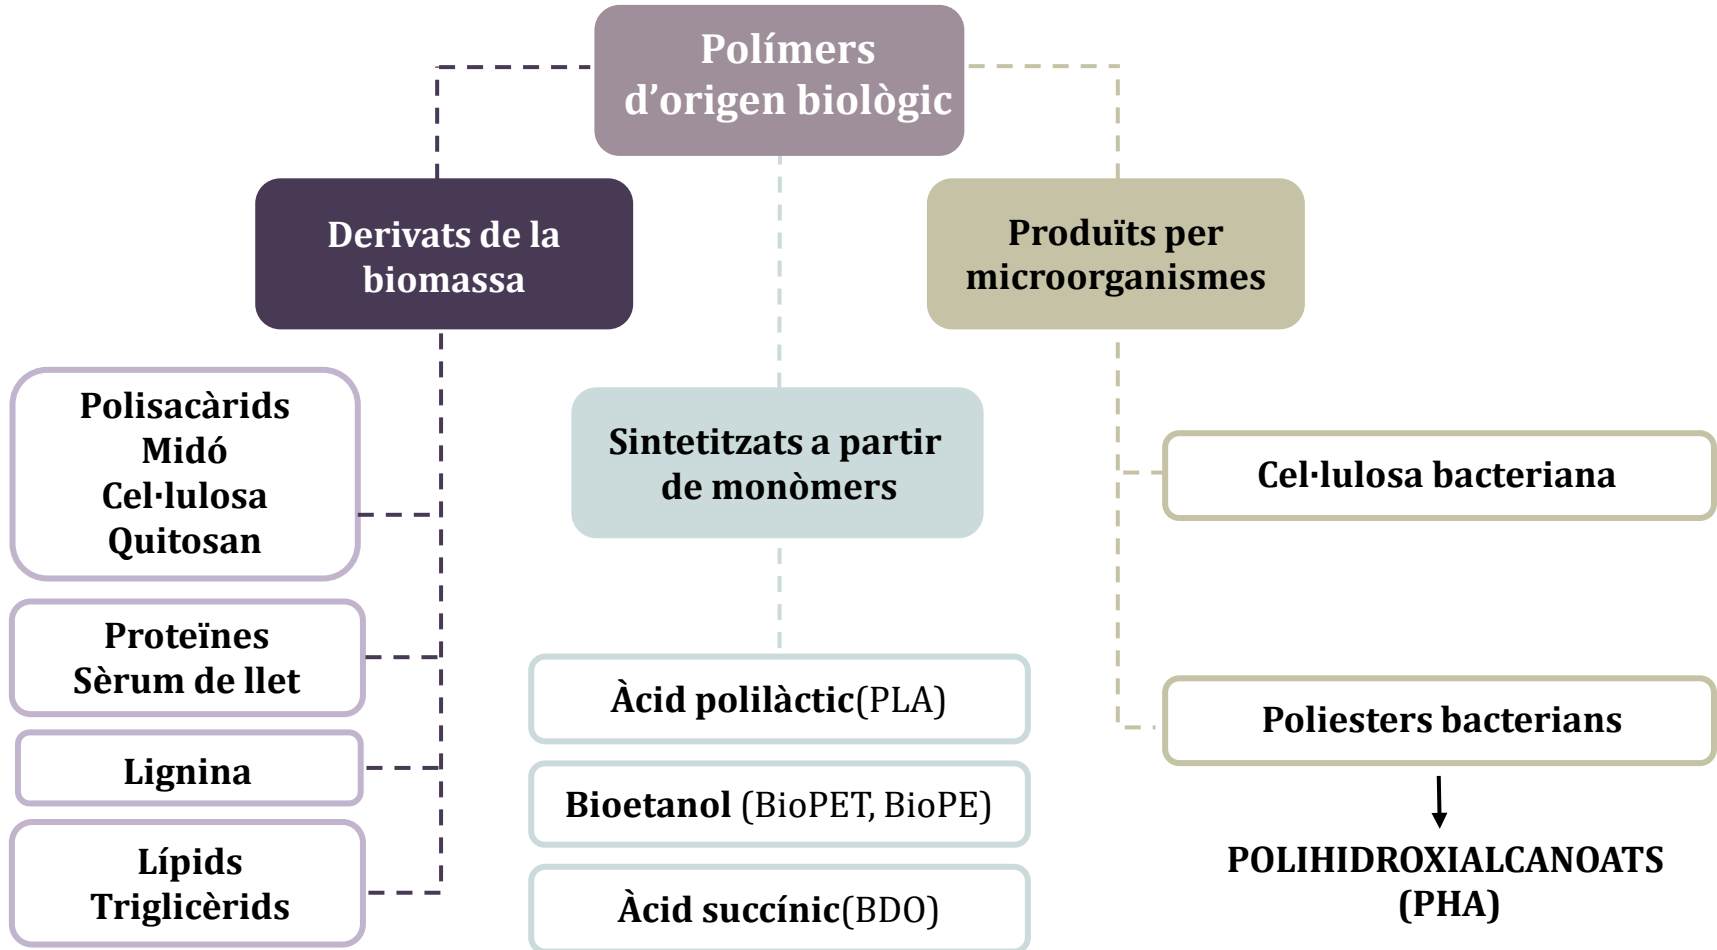 Polímers
d’origen biològic
Derivats de la
biomassa
Produïts per
microorganismes
Polisacàrids
Midó
Cel·lulosa
Quitosan
Proteïnes
Sèrum de llet
Lignina
Lípids
Triglicèrids
Sintetitzats a partir
de monòmers
Àcid polilàctic(PLA)
Bioetanol (BioPET, BioPE)
Àcid succínic(BDO)
Cel·lulosa bacteriana
Poliesters bacterians
POLIHIDROXIALCANOATS
(PHA)